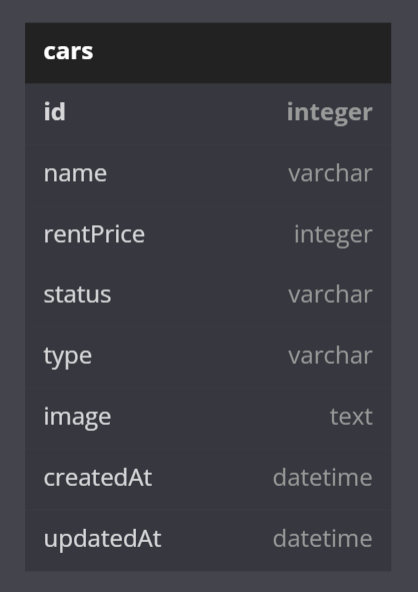 cars
id integer
name varchar
rentPrice integer
status varchar
type varchar
image text
createdAt datetime
updatedAt datetime